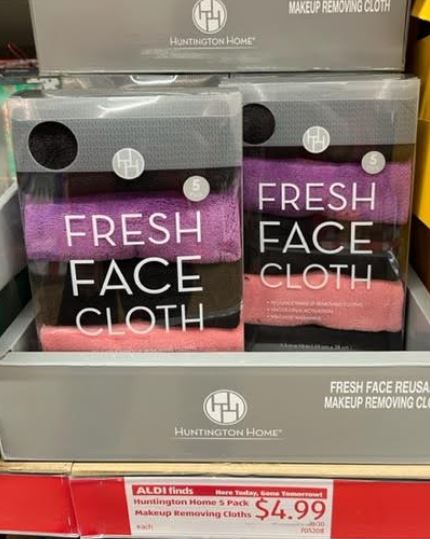 MAKEUP REMOVING CLOTH
HH
HUNTINGTON HOME®
HH
5
FRESH
FACE
CLOTH
HH
5
FRESH
FACE
CLOTH
HH
HUNTINGTON HOME®
FRESH FACE REUSA
MAKEUP REMOVING CLO
ALDI finds Here Today, Gone Tomorrow!
Huntington Home 5 Pack
Makeup Removing Cloths $4.99
each
705208